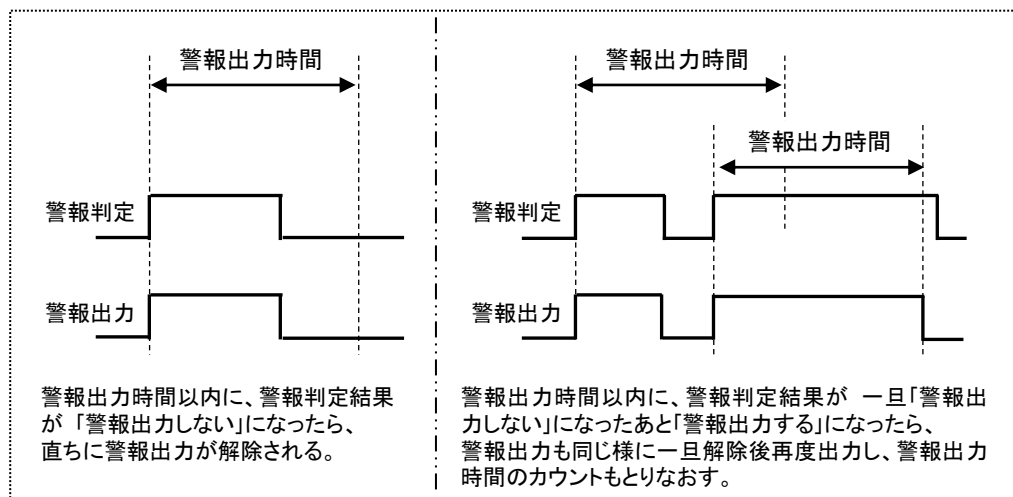 警報出力時間
警報判定
警報出力
警報出力時間以内に、警報判定結果
が 「警報出力しない」になったら、
直ちに警報出力が解除される。
警報出力時間
警報出力時間
警報判定
警報出力
警報出力時間以内に、警報判定結果が 一旦「警報出
力しない」になったあと「警報出力する」になったら、
警報出力も同じ様に一旦解除後再度出力し、警報出力
時間のカウントもとりなおす。